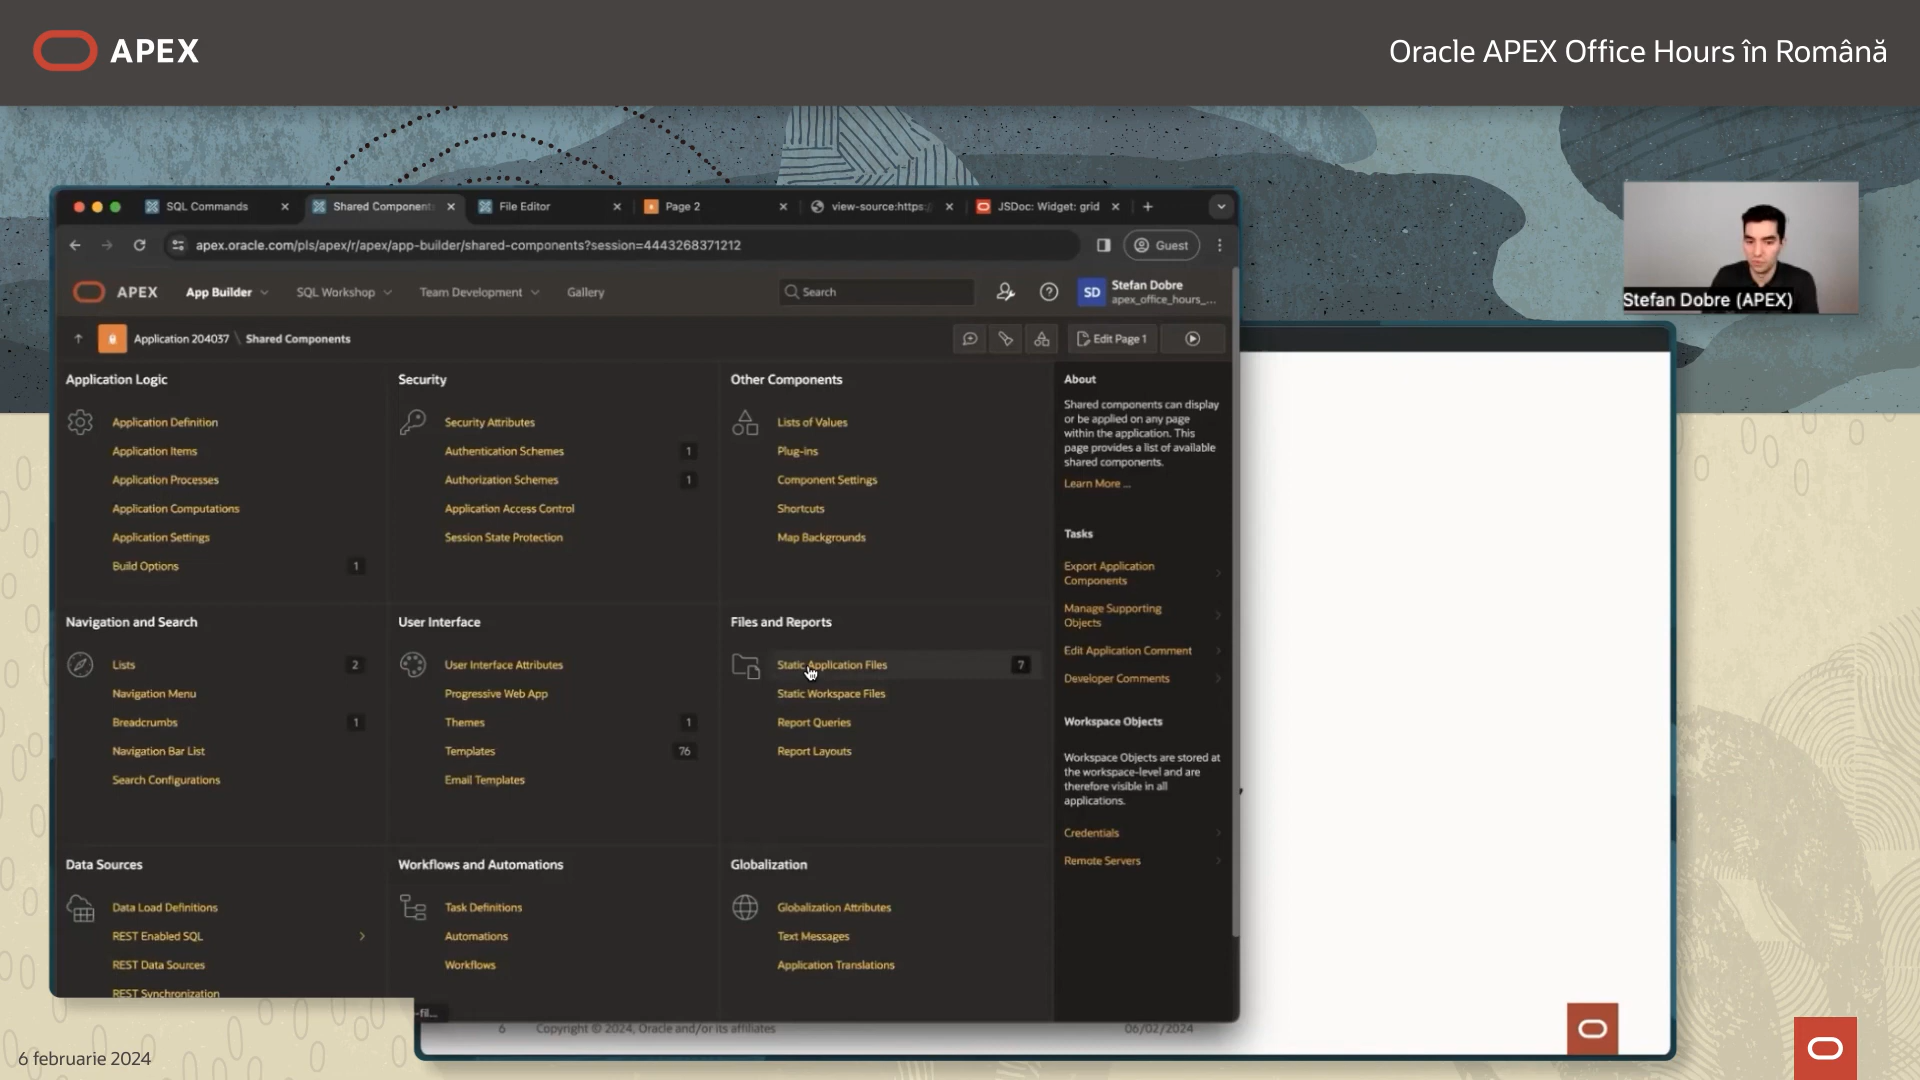 APEX
Oracle APEX Office Hours în Română
SQL Commands
Shared Component
File Editor
Page 2
view-source:https:/
JSDoc: Widget: grid
apex.oracle.com/pls/apex/r/apex/app-builder/shared-components?session=4443268371212
Guest
APEX
App Builder
SQL Workshop
Team Development
Gallery
Search
SD
Stefan Dobre
apex_office_hours_...
Application 204037 \ Shared Components
Edit Page 1
Application Logic
Application Definition
Application Items
Application Processes
Application Computations
Application Settings
Build Options 1
Security
Security Attributes
Authentication Schemes 1
Authorization Schemes 1
Application Access Control
Session State Protection
Other Components
Lists of Values
Plug-ins
Component Settings
Shortcuts
Map Backgrounds
Navigation and Search
Lists 2
Navigation Menu
Breadcrumbs 1
Navigation Bar List
Search Configurations
User Interface
User Interface Attributes
Progressive Web App
Themes 1
Templates 76
Email Templates
Files and Reports
Static Application Files 7
Static Workspace Files
Report Queries
Report Layouts
Data Sources
Data Load Definitions
REST Enabled SQL
REST Data Sources
REST Synchronization
Workflows and Automations
Task Definitions
Automations
Workflows
Globalization
Globalization Attributes
Text Messages
Application Translations
About
Shared components can display
or be applied on any page
within the application. This
page provides a list of available
shared components.
Learn More ...
Tasks
Export Application
Components
Manage Supporting
Objects
Edit Application Comment
Developer Comments
Workspace Objects
Workspace Objects are stored at
the workspace-level and are
therefore visible in all
applications.
Credentials
Remote Servers
Stefan Dobre (APEX)
-fil...
6
Copyright © 2024, Oracle and/or its affiliates
06/02/2024
6 februarie 2024